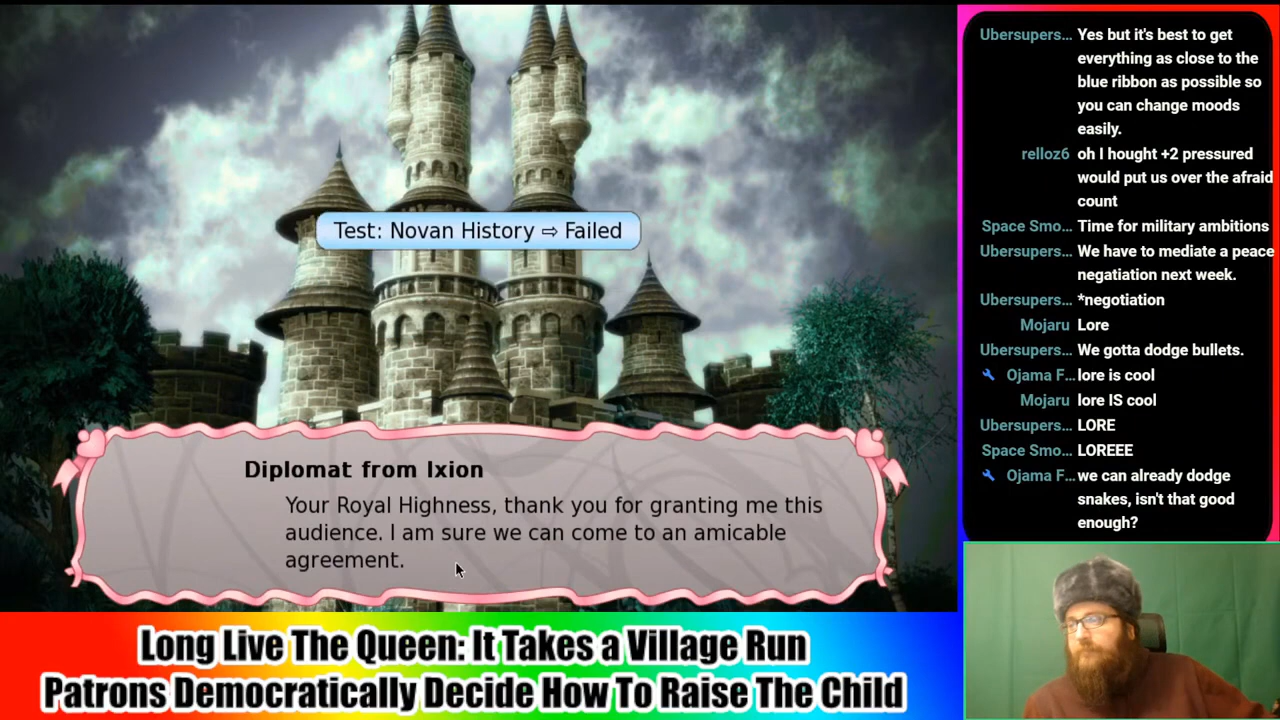 Test: Novan History ⇨ Failed
Diplomat from Ixion
Your Royal Highness, thank you for granting me this
audience. I am sure we can come to an amicable
agreement.
Long Live The Queen: It Takes a Village Run
Patrons Democratically Decide How To Raise The Child
Ubersupers... Yes but it's best to get
everything as close to the
blue ribbon as possible so
you can change moods
easily.
relloz6 oh I hought +2 pressured
would put us over the afraid
count
Space Smo... Time for military ambitions
Ubersupers... We have to mediate a peace
negatiation next week.
Ubersupers... *negotiation
Mojaru Lore
Ubersupers... We gotta dodge bullets.
Ojama F... lore is cool
Mojaru lore IS cool
Ubersupers... LORE
Space Smo... LOREEE
Ojama F... we can already dodge
snakes, isn't that good
enough?